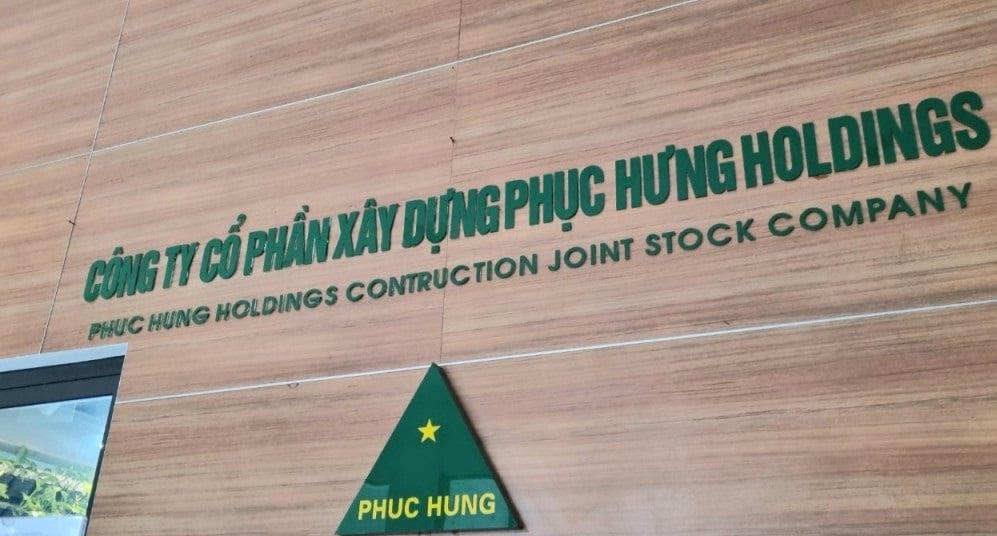 CÔNG TY CỔ PHẦN XÂY DỰNG PHỤC HƯNG HOLDINGS
PHUC HUNG HOLDINGS CONTRUCTION JOINT STOCK COMPANY
PHUC HUNG